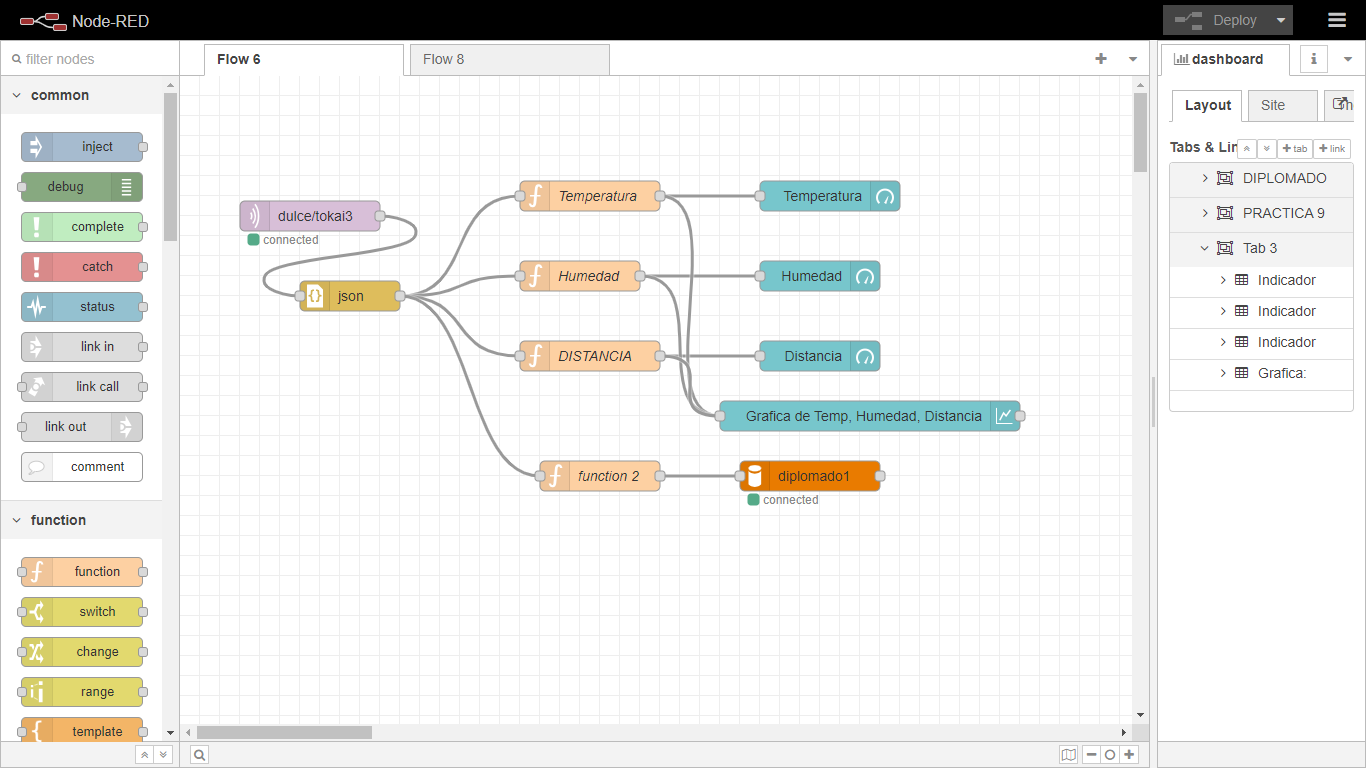 Node-RED
Deploy
filter nodes
Flow 6
Flow 8
dashboard
i
common
inject
debug
complete
catch
status
link in
link call
link out
comment
function
function
switch
change
range
template
dulce/tokai3
connected
json
Temperatura
Humedad
DISTANCIA
function 2
Temperatura
Humedad
Distancia
Grafica de Temp, Humedad, Distancia
diplomado1
connected
Layout
Site
Tabs & Lin
tab
link
DIPLOMADO
PRACTICA 9
Tab 3
Indicador
Indicador
Indicador
Grafica: